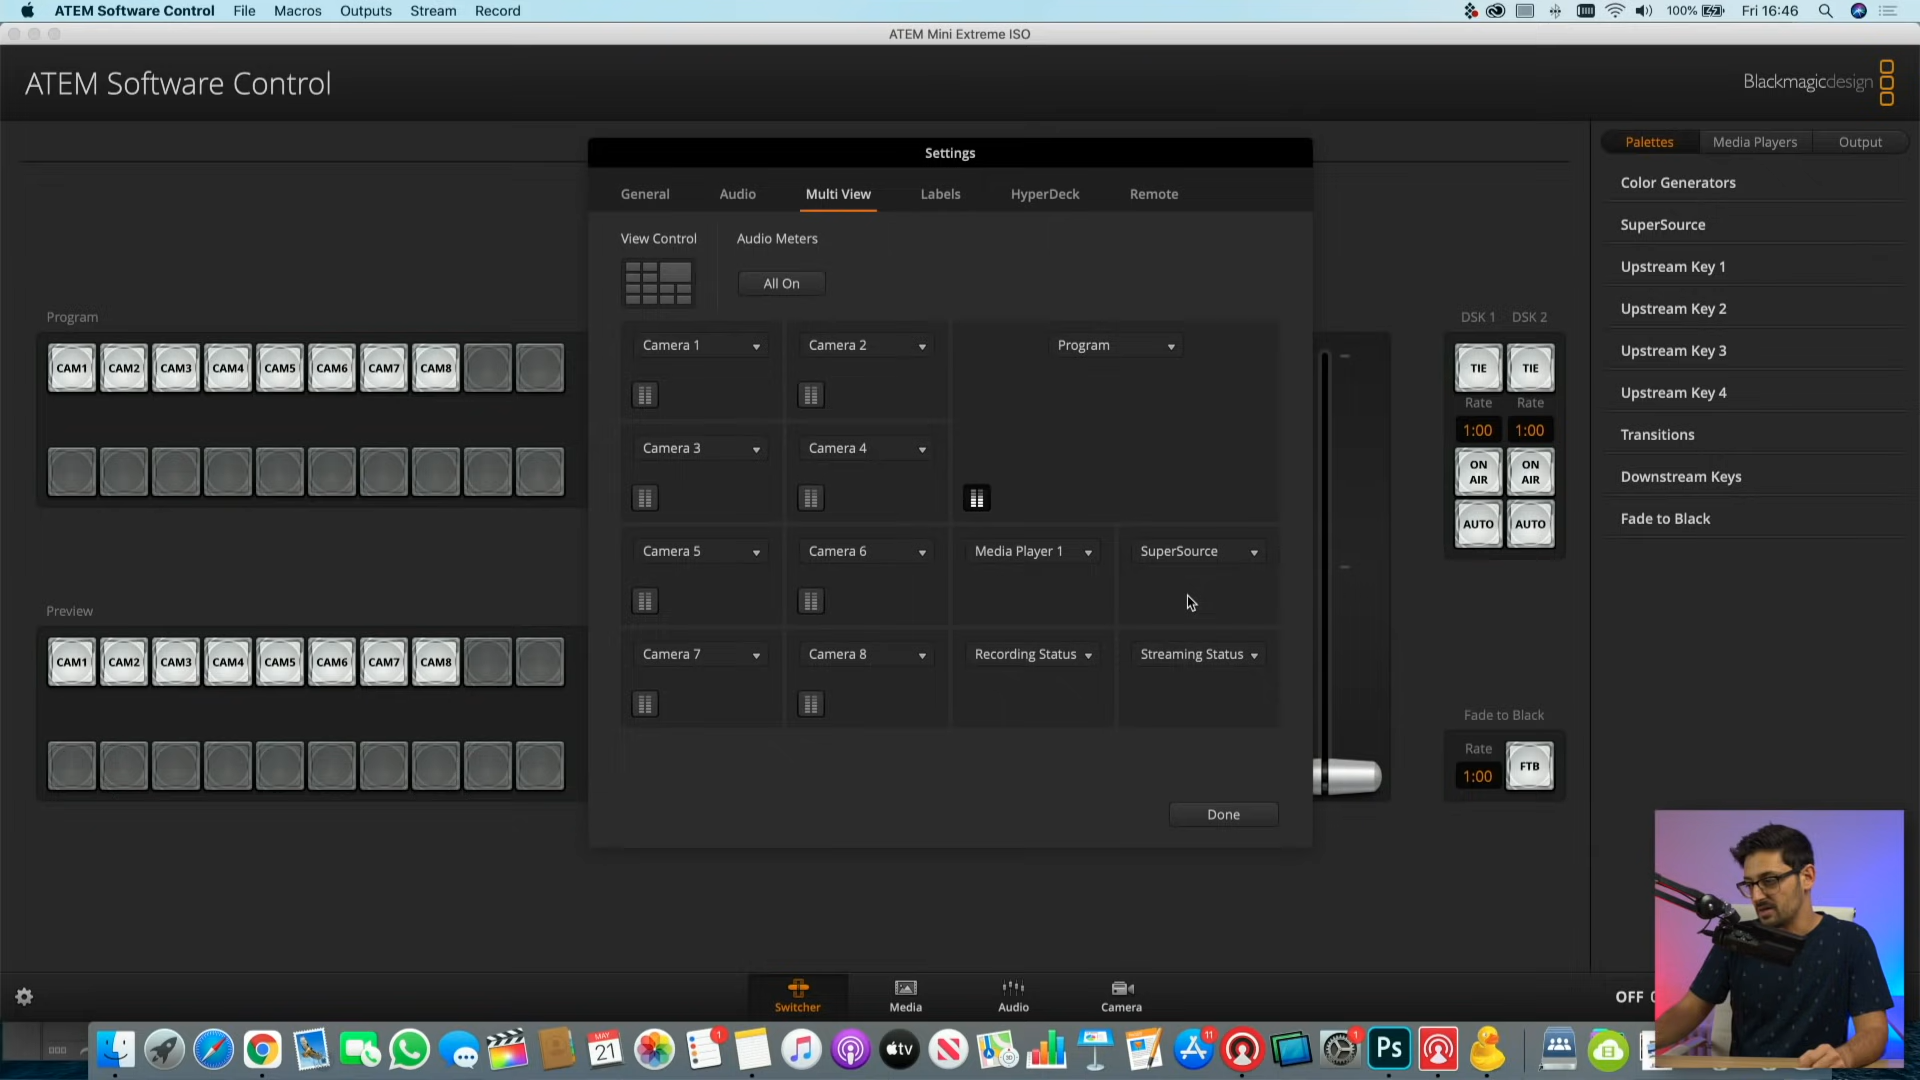 ATEM Software Control File Macros Outputs Stream Record 100% Fri 16:46
ATEM Mini Extreme ISO
ATEM Software Control
Blackmagicdesign
Settings
General Audio Multi View Labels HyperDeck Remote
View Control Audio Meters
All On
Camera 1 Camera 2 Program
Camera 3 Camera 4
Camera 5 Camera 6 Media Player 1 SuperSource
Camera 7 Camera 8 Recording Status Streaming Status
Done
Program
CAM1 CAM2 CAM3 CAM4 CAM5 CAM6 CAM7 CAM8
Preview
CAM1 CAM2 CAM3 CAM4 CAM5 CAM6 CAM7 CAM8
DSK 1 DSK 2
TIE TIE
Rate Rate
1:00 1:00
ON ON
AIR AIR
AUTO AUTO
Fade to Black
Rate
1:00 FTB
Palettes Media Players Output
Color Generators
SuperSource
Upstream Key 1
Upstream Key 2
Upstream Key 3
Upstream Key 4
Transitions
Downstream Keys
Fade to Black
Switcher Media Audio Camera
OFF
MAY
21
1
tv
11
1
Ps